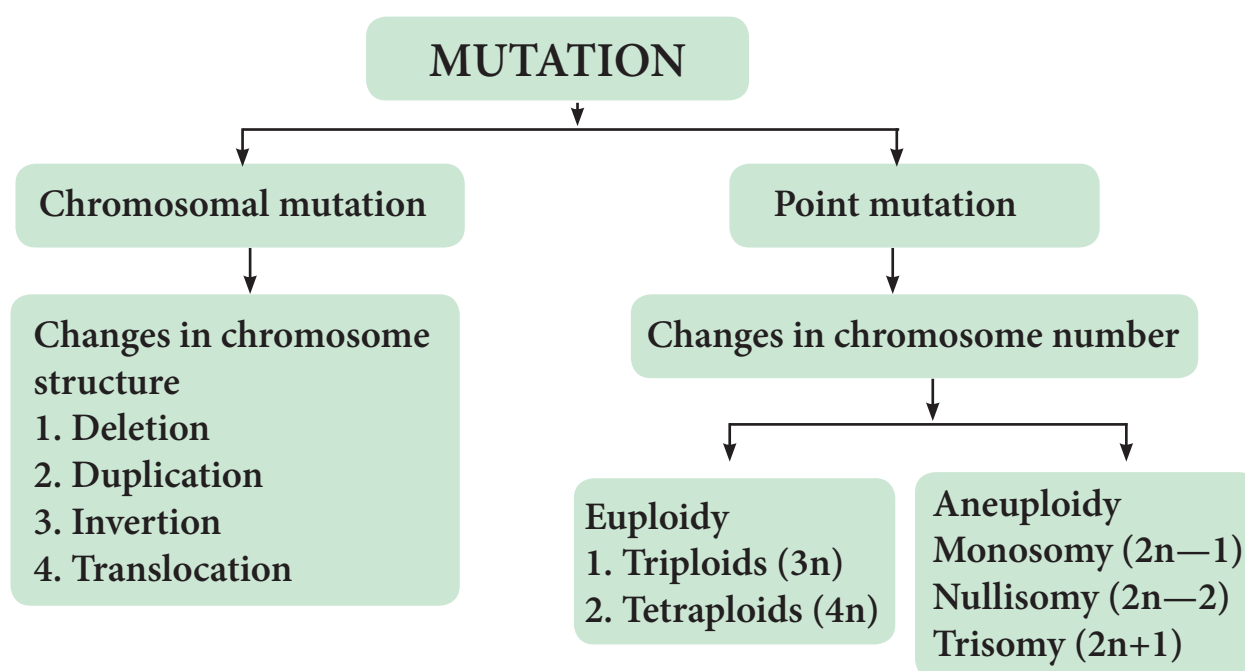 MUTATION
Chromosomal mutation
Point mutation
Changes in chromosome
structure
1. Deletion
2. Duplication
3. Invertion
4. Translocation
Changes in chromosome number
Euploidy
1. Triploids (3n)
2. Tetraploids (4n)
Aneuploidy
Monosomy (2n—1)
Nullisomy (2n—2)
Trisomy (2n+1)